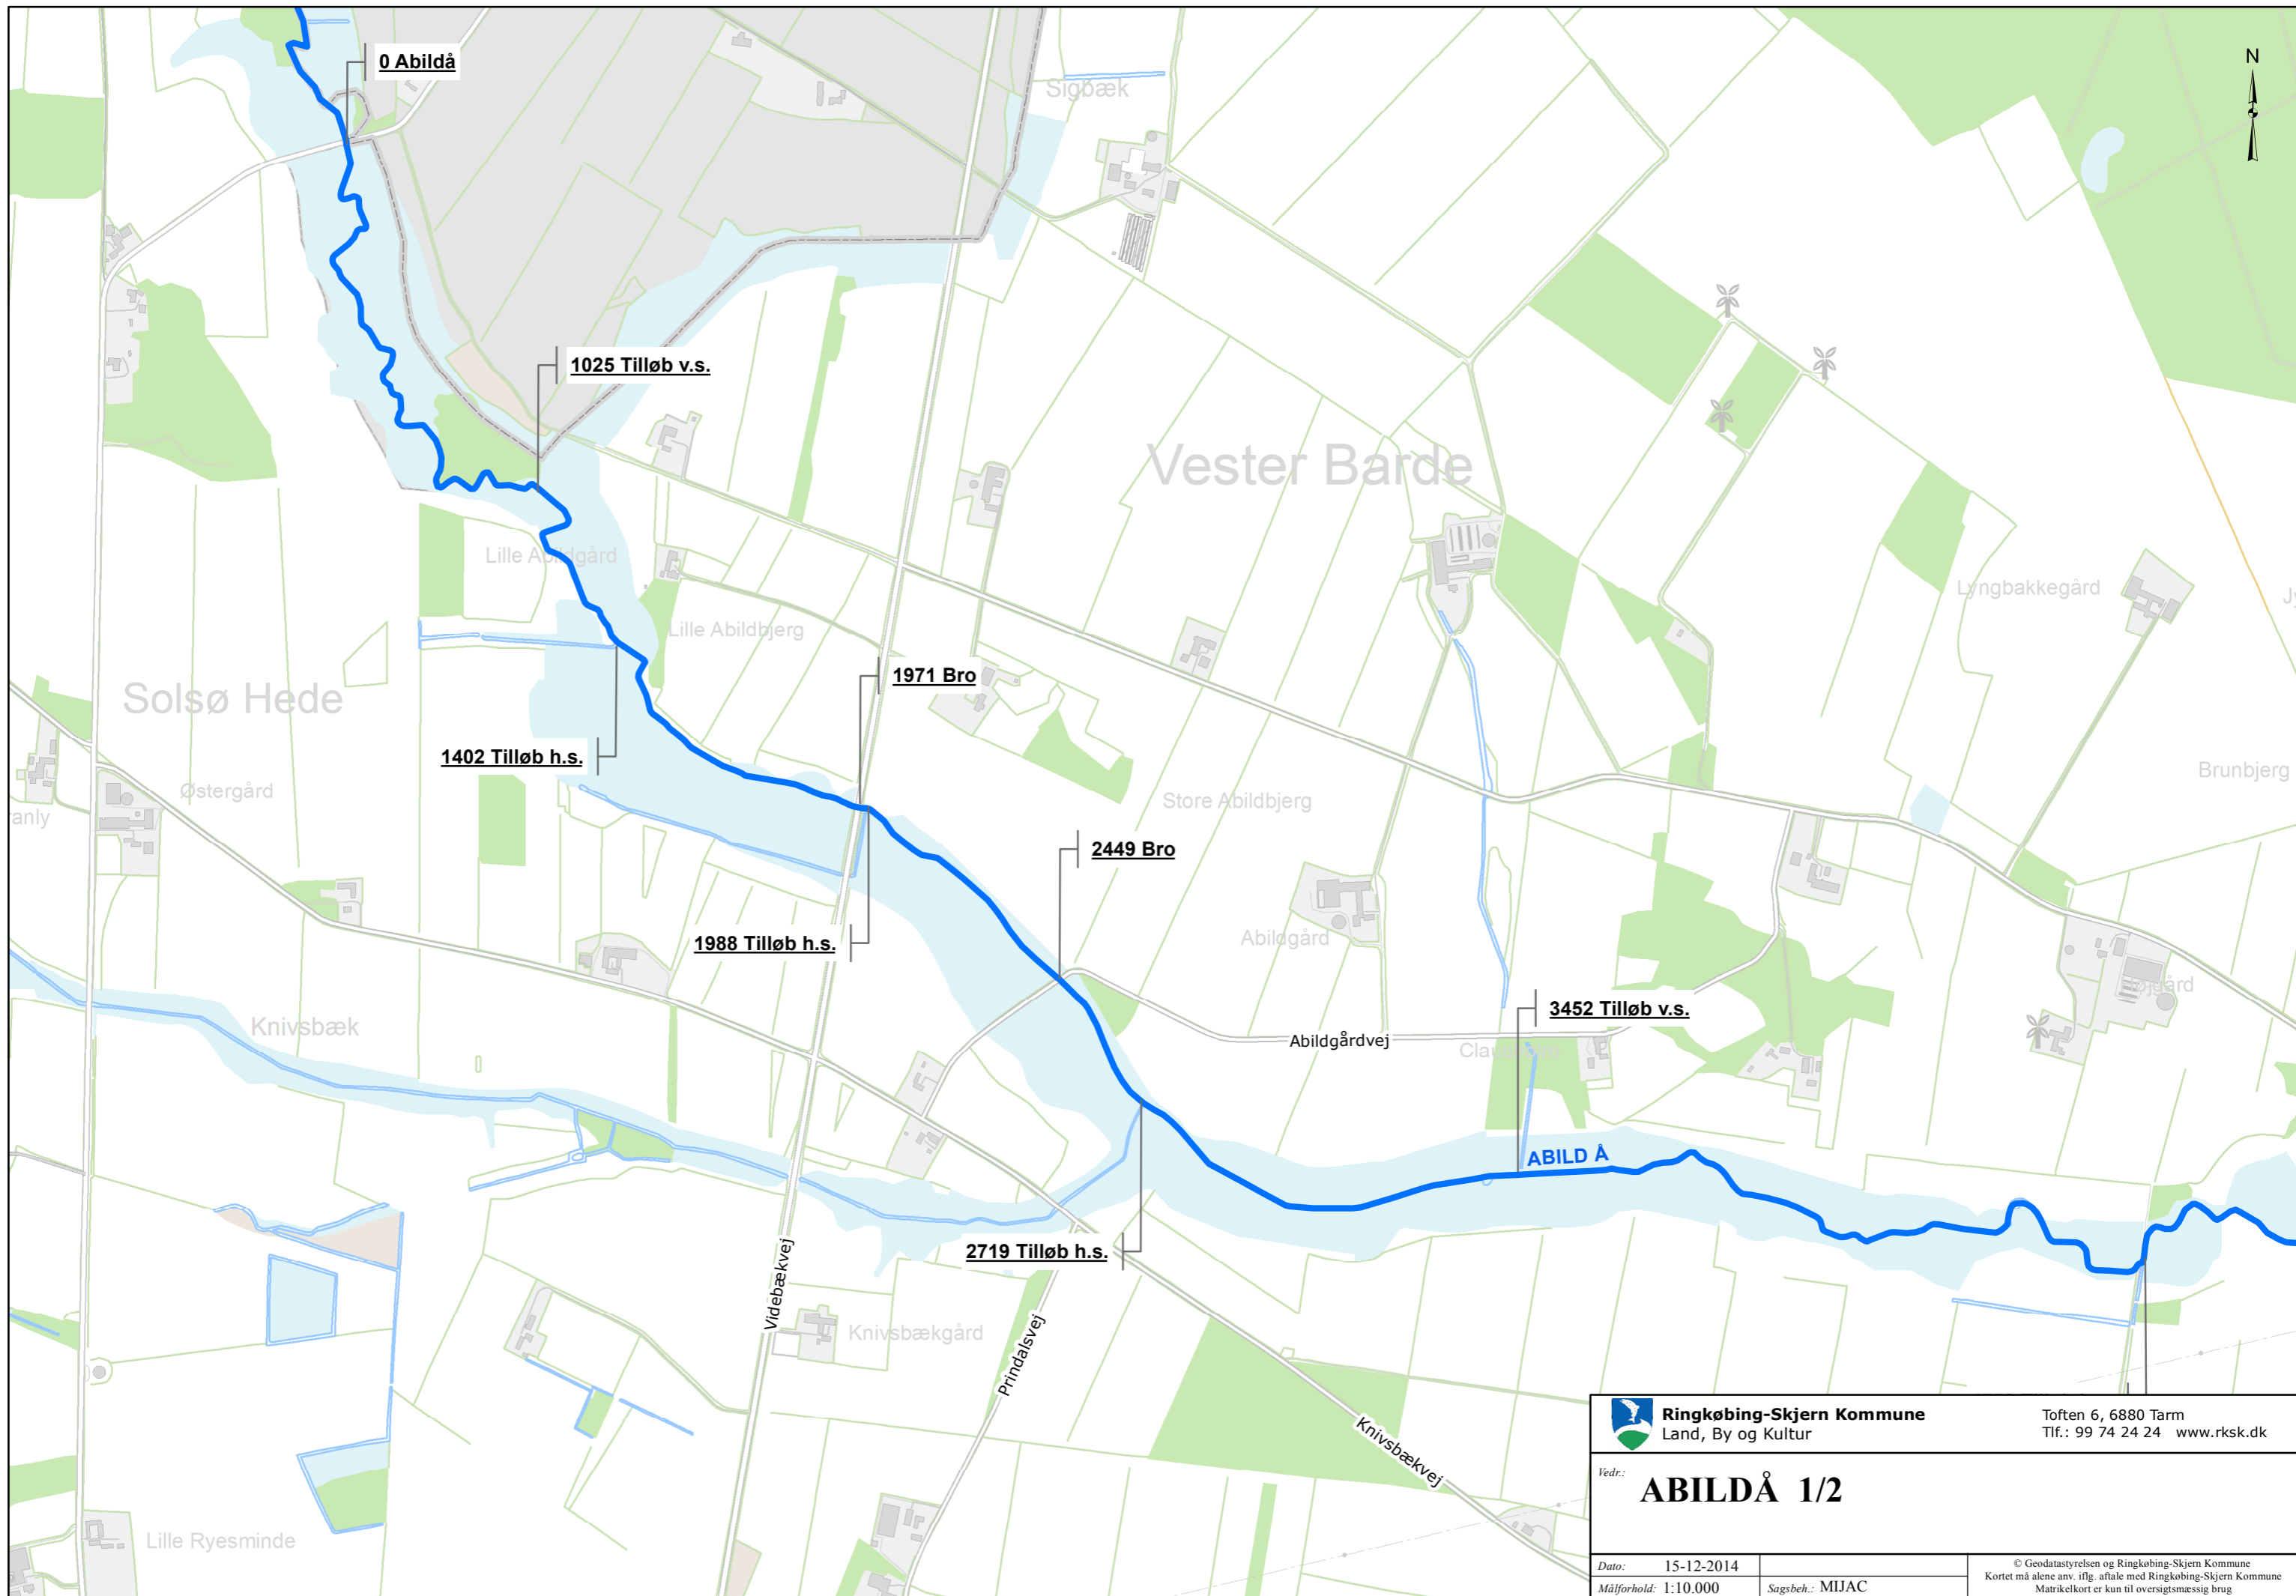 0 Abildå
N
Sigbæk
1025 Tilløb v.s.
Vester Barde
Lille Abildgård
Lyngbakkegård
Lille Abildbjerg
1971 Bro
Solsø Hede
1402 Tilløb h.s.
Østergård
Brunbjerg
Store Abildbjerg
2449 Bro
Abildgård
1988 Tilløb h.s.
3452 Tilløb v.s.
Knivsbæk
Abildgårdvej
ABILD Å
2719 Tilløb h.s.
Videbækvej
Knivsbækgård
Prindalsvej
Knivsbækvej
Lille Ryesminde
Ringkøbing-Skjern Kommune
Land, By og Kultur
Toften 6, 6880 Tarm
Tlf.: 99 74 24 24 www.rksk.dk
Vedr.:
ABILDÅ 1/2
Dato: 15-12-2014
Målforhold: 1:10.000
Sagsbeh.: MIJAC
© Geodatastyrelsen og Ringkøbing-Skjern Kommune
Kortet må alene anv. iflg. aftale med Ringkøbing-Skjern Kommune
Matrikelkort er kun til oversigtsmæssig brug